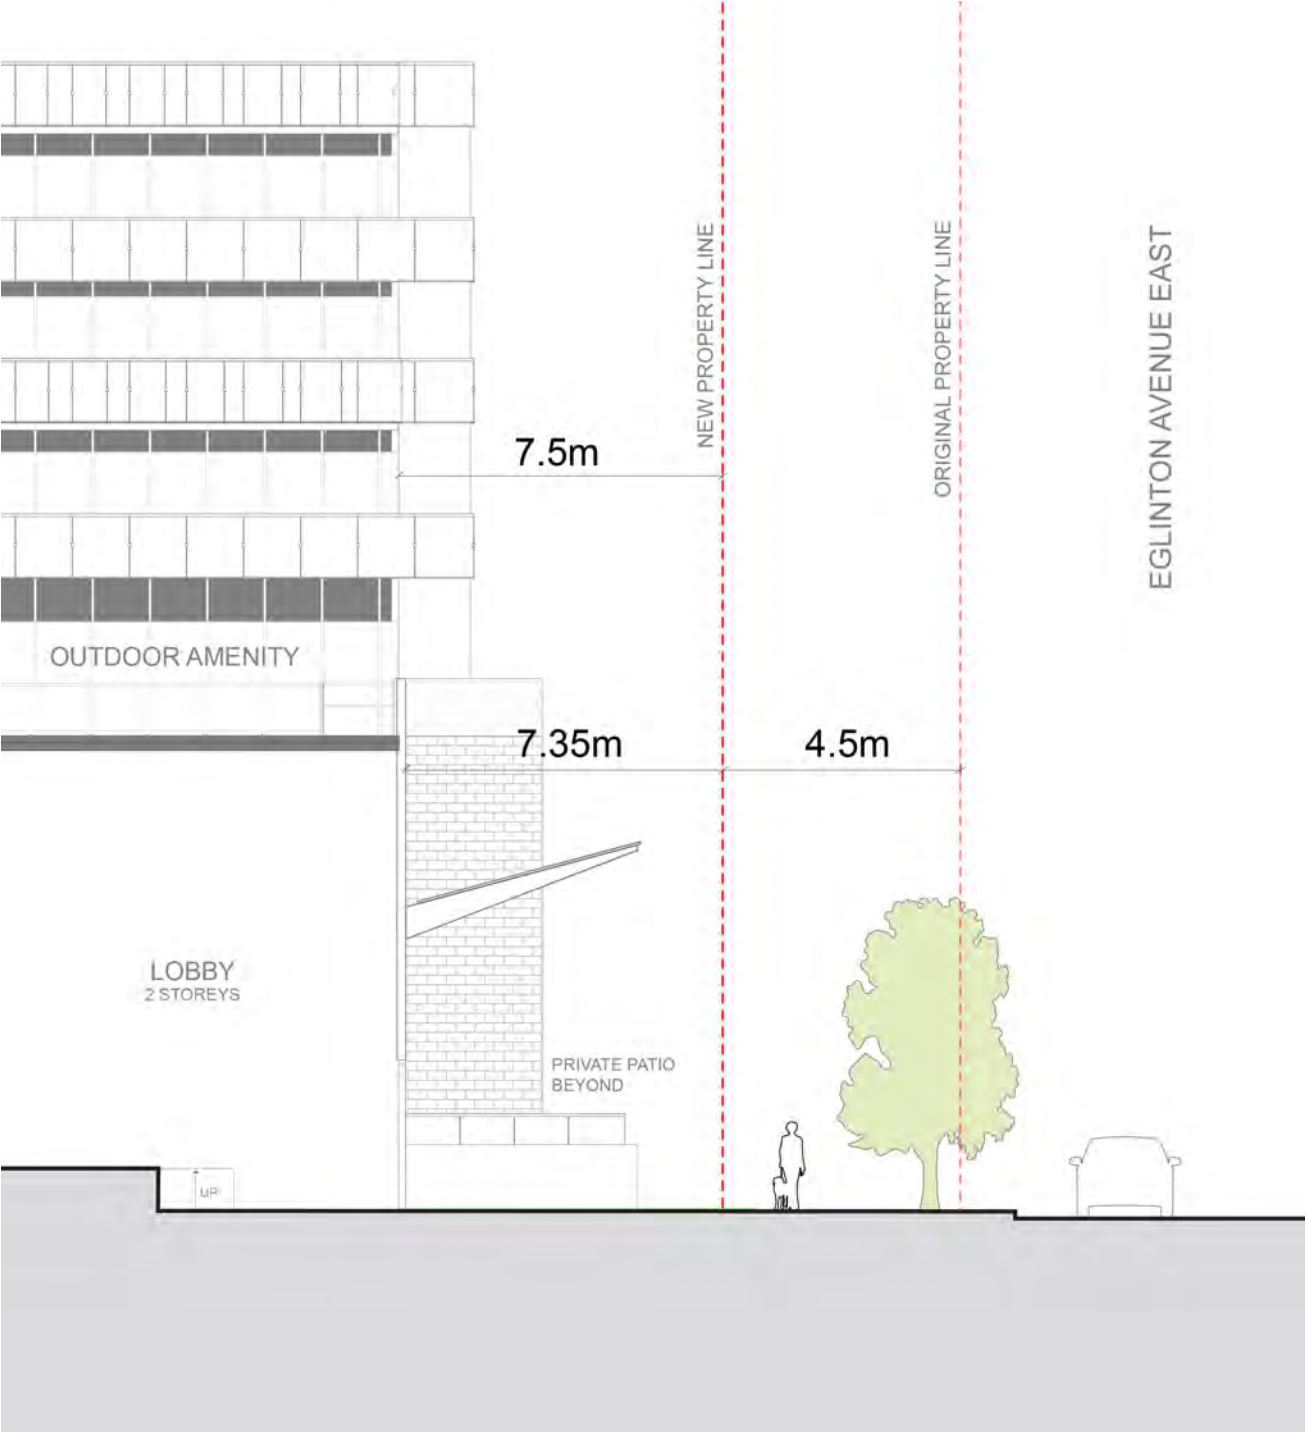 NEW PROPERTY LINE
ORIGINAL PROPERTY LINE
EGLINTON AVENUE EAST
7.5m
OUTDOOR AMENITY
7.35m
4.5m
LOBBY
2 STOREYS
PRIVATE PATIO
BEYOND
UP